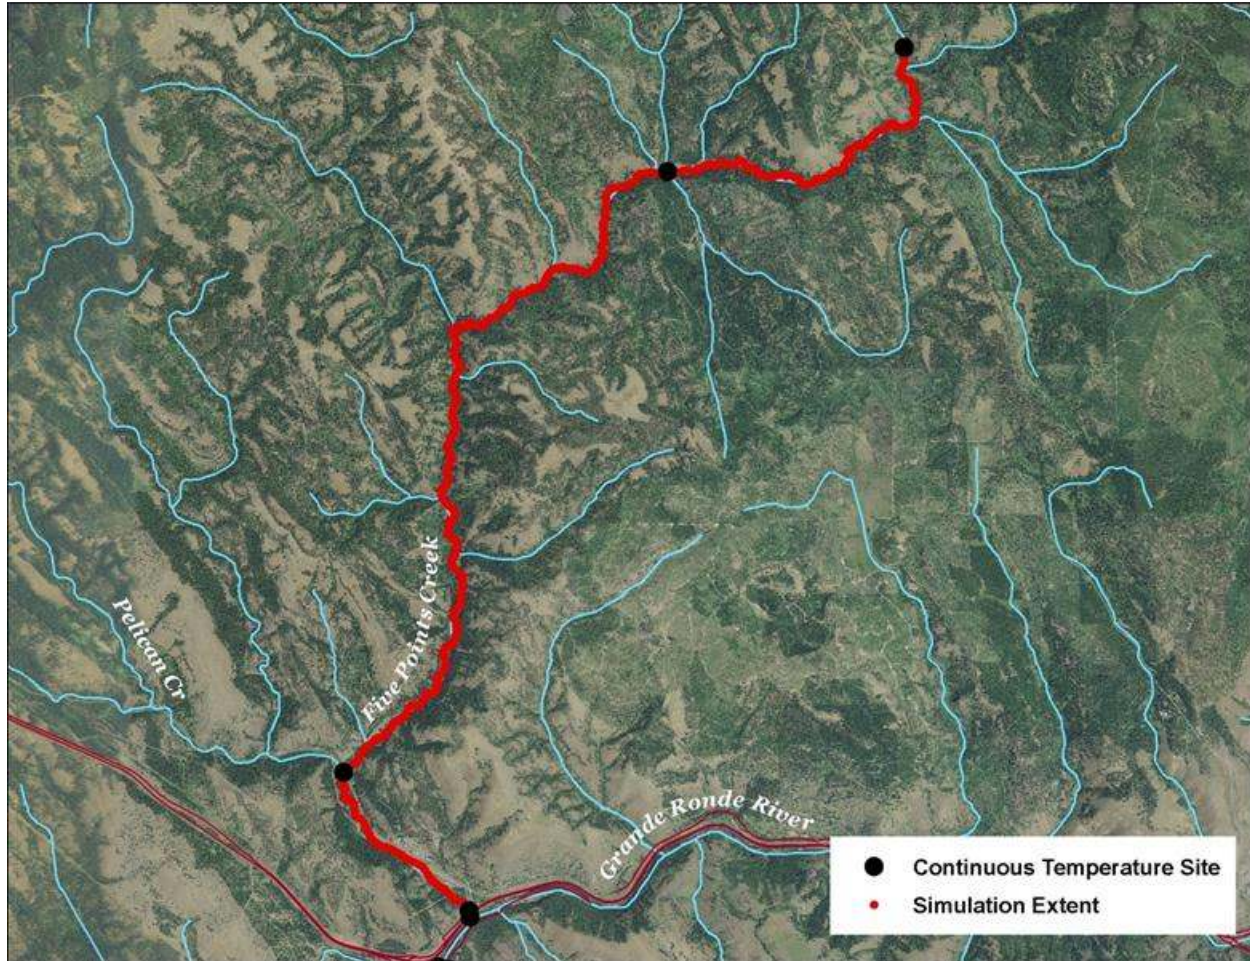 Five Points Creek
Pelican Cr
Grande Ronde River
Continuous Temperature Site
Simulation Extent